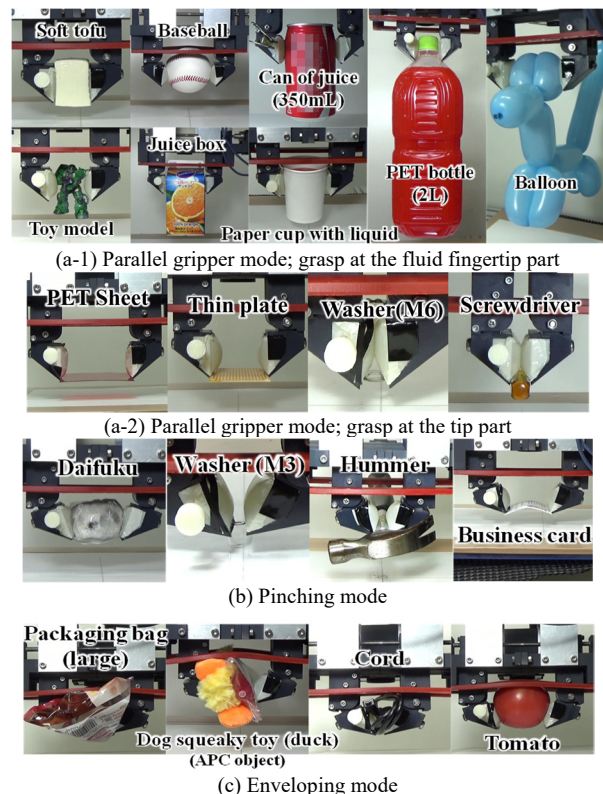 Soft tofu
Baseball
Can of juice
(350mL)
PET bottle
(2L)
Balloon
Toy model
Juice box
Paper cup with liquid
(a-1) Parallel gripper mode; grasp at the fluid fingertip part
PET Sheet
Thin plate
Washer(M6)
Screwdriver
(a-2) Parallel gripper mode; grasp at the tip part
Daifuku
Washer (M3)
Hummer
Business card
(b) Pinching mode
Packaging bag
(large)
Dog squeaky toy (duck)
(APC object)
Cord
Tomato
(c) Enveloping mode